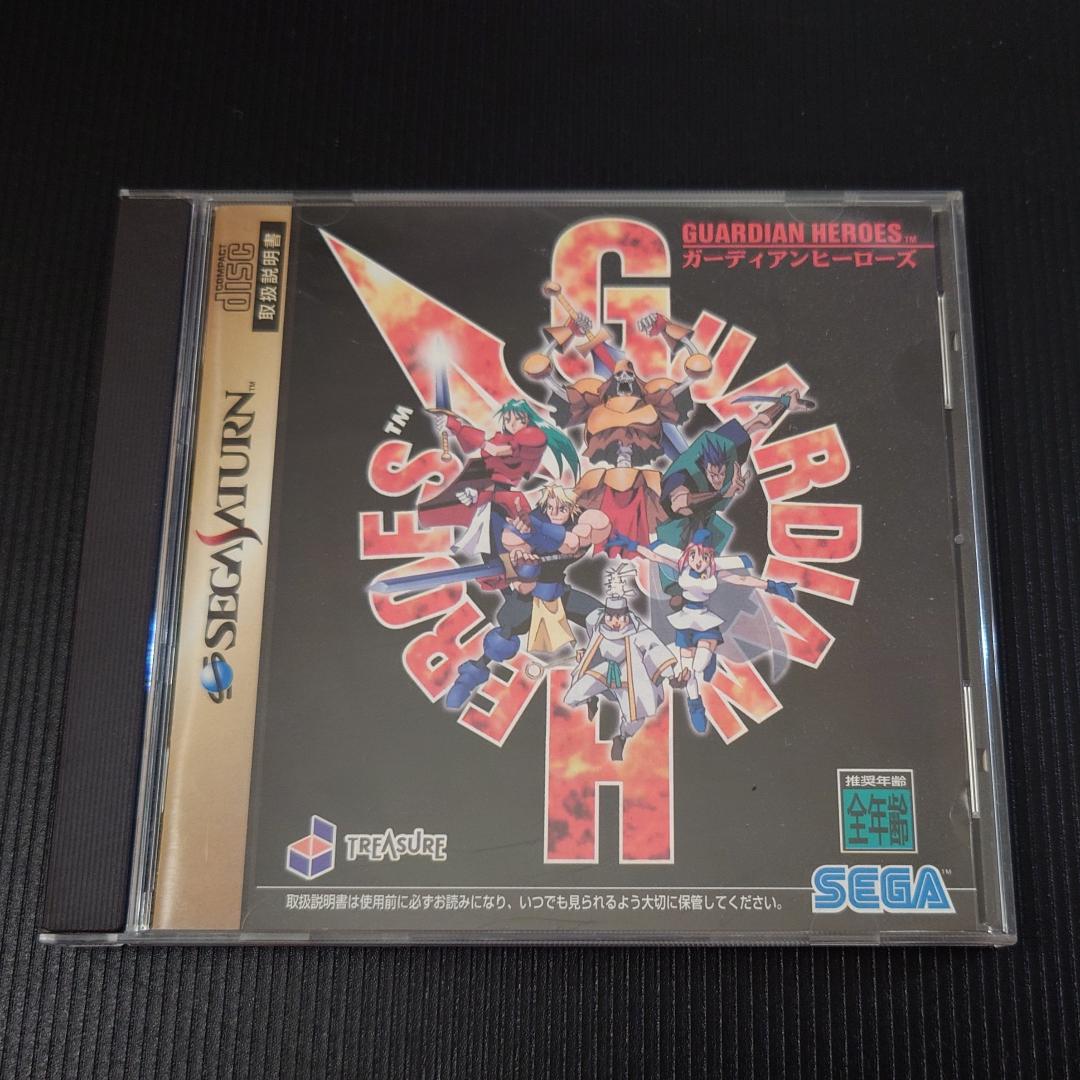 COMPACT
disc
取扱説明書
SEGA SATURN™
GUARDIAN HEROES™
ガーディアンヒーローズ
GUARDIAN
HEROES™
TREASURE
推奨年齢
全年齢
SEGA™
取扱説明書は使用前に必ずお読みになり、いつでも見られるよう大切に保管してください。